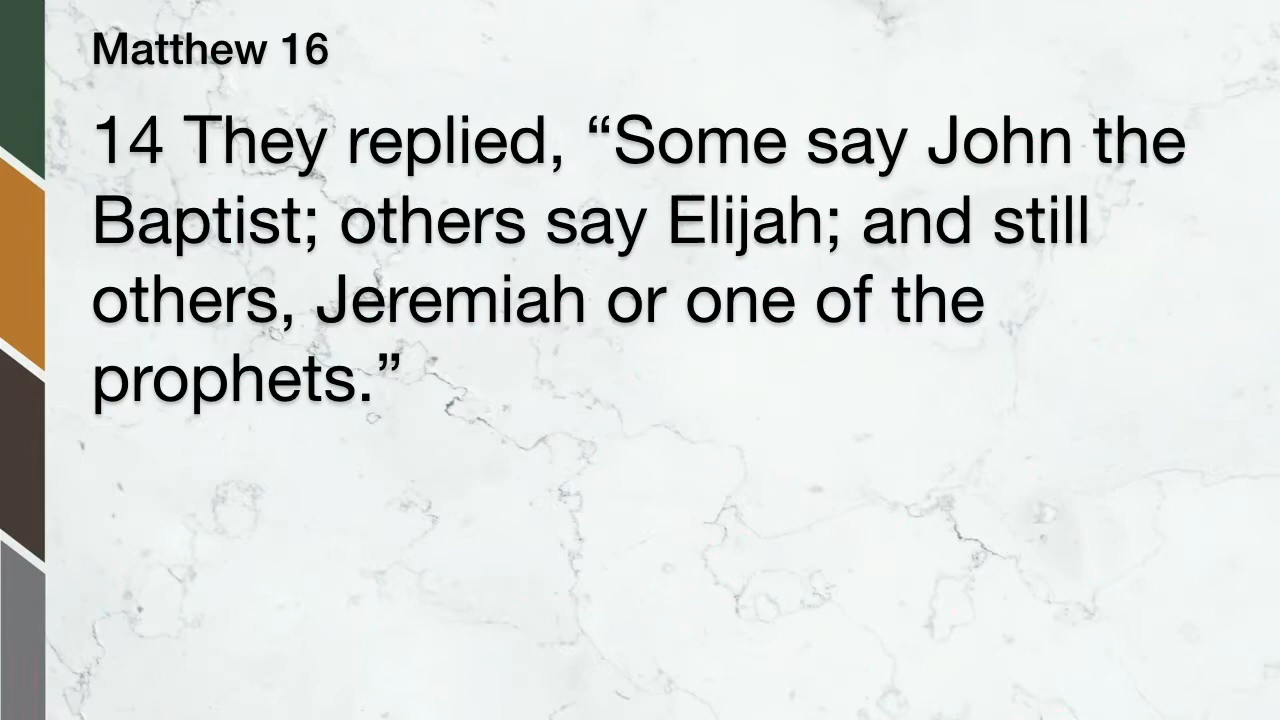 Matthew 16
14 They replied, “Some say John the
Baptist; others say Elijah; and still
others, Jeremiah or one of the
prophets.”